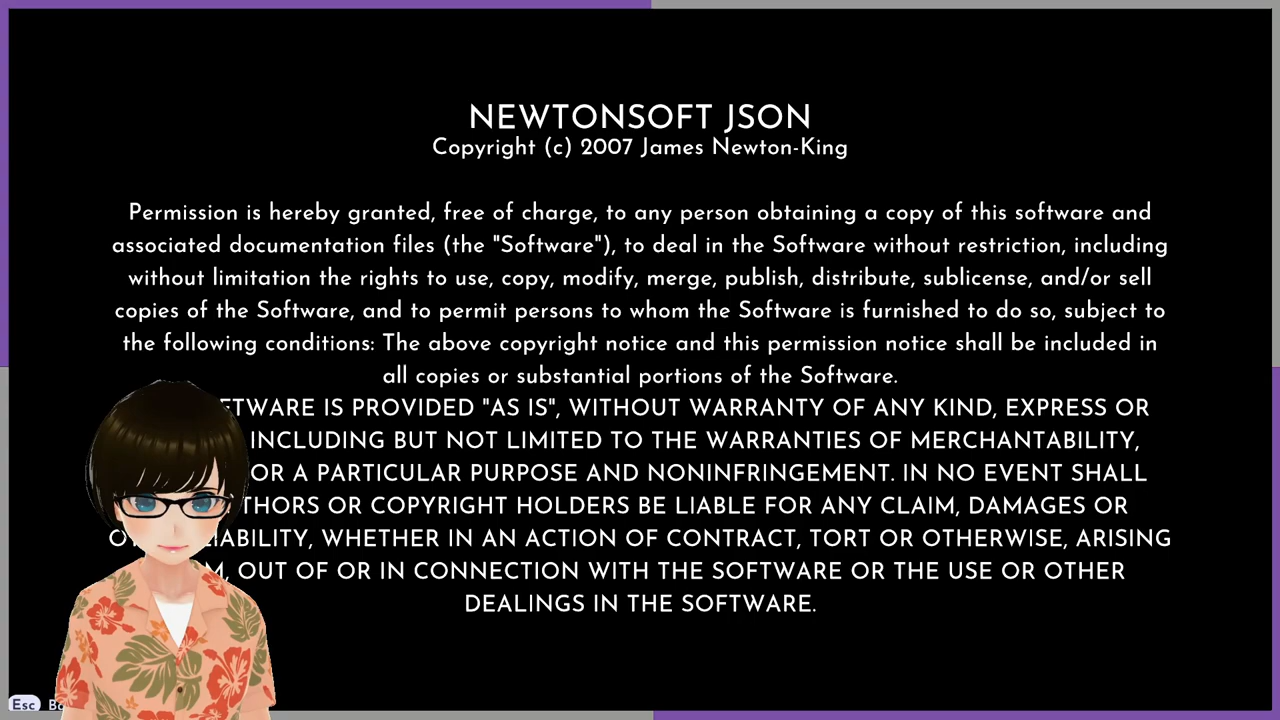 NEWTONSOFT JSON
Copyright (c) 2007 James Newton-King
Permission is hereby granted, free of charge, to any person obtaining a copy of this software and
associated documentation files (the "Software"), to deal in the Software without restriction, including
without limitation the rights to use, copy, modify, merge, publish, distribute, sublicense, and/or sell
copies of the Software, and to permit persons to whom the Software is furnished to do so, subject to
the following conditions: The above copyright notice and this permission notice shall be included in
all copies or substantial portions of the Software.
IS PROVIDED "AS IS", WITHOUT WARRANTY OF ANY KIND, EXPRESS OR
INCLUDING BUT NOT LIMITED TO THE WARRANTIES OF MERCHANTABILITY,
A PARTICULAR PURPOSE AND NONINFRINGEMENT. IN NO EVENT SHALL
OR COPYRIGHT HOLDERS BE LIABLE FOR ANY CLAIM, DAMAGES OR
WHETHER IN AN ACTION OF CONTRACT, TORT OR OTHERWISE, ARISING
OUT OF OR IN CONNECTION WITH THE SOFTWARE OR THE USE OR OTHER
DEALINGS IN THE SOFTWARE.
Esc